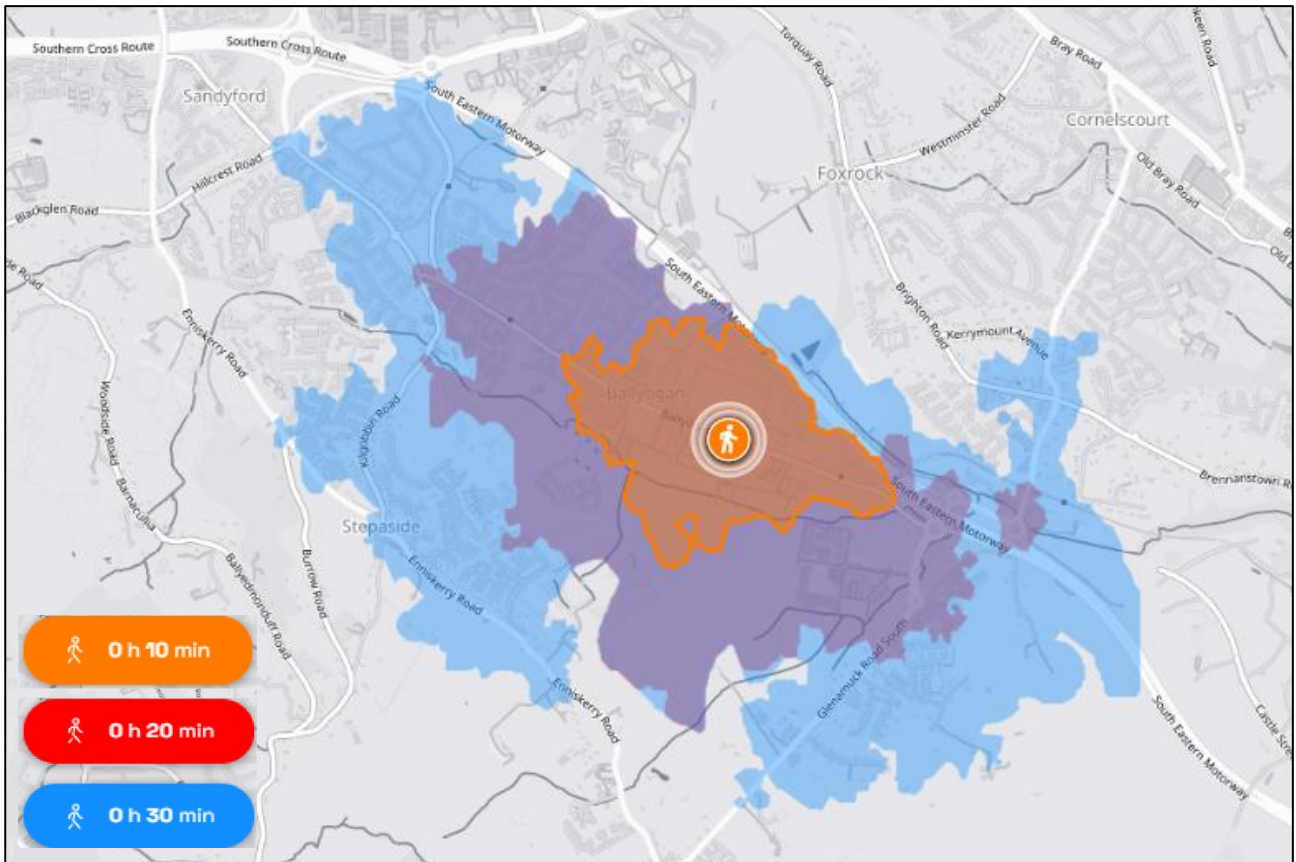 Southern Cross Route
Southern Cross Route
Sandyford
South Eastern Motorway
Torquay Road
Bray Road
Cornelscourt
Westminster Road
Foxrock
Old Bray Road
Hillcrest Road
Blackglen Road
Enniskerry Road
South Eastern
Brighton Road
Kerrymount Avenue
Ballyogan
Kilgobbin Road
Woodside Road
Barnacullia
Brennanstown
South Eastern Motorway
Stepaside
Enniskerry Road
Burrow Road
Ballyedmonduff Road
Glenamuck Road South
Enniskerry Road
South Eastern Motorway
Castle
0 h 10 min
0 h 20 min
0 h 30 min